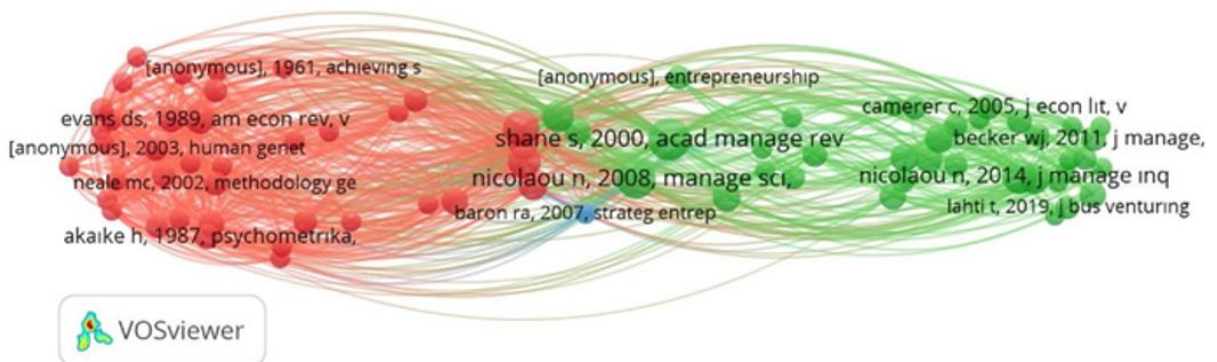 [anonymous], 1961, achieving s
[anonymous], entrepreneurship
evans ds, 1989, am econ rev, v
camerer c, 2005, j econ lit, v
shane s, 2000, acad manage rev
becker wj, 2011, j manage,
[anonymous], 2003, human genet
neale mc, 2002, methodology ge
nicolaou n, 2008, manage sci,
nicolaou n, 2014, j manage inq
baron ra, 2007, strateg entrep
lahti t, 2019, j bus venturing
akaike h, 1987, psychometrika,
VOSviewer